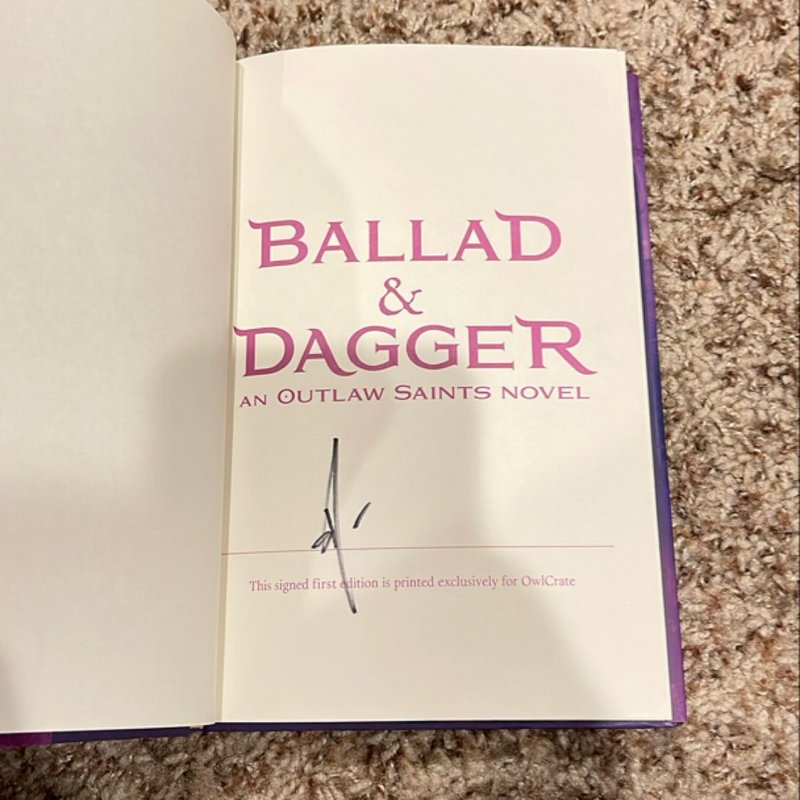 BALLAD
&
DAGGER
AN OUTLAW SAINTS NOVEL
This signed first edition is printed exclusively for OwlCrate